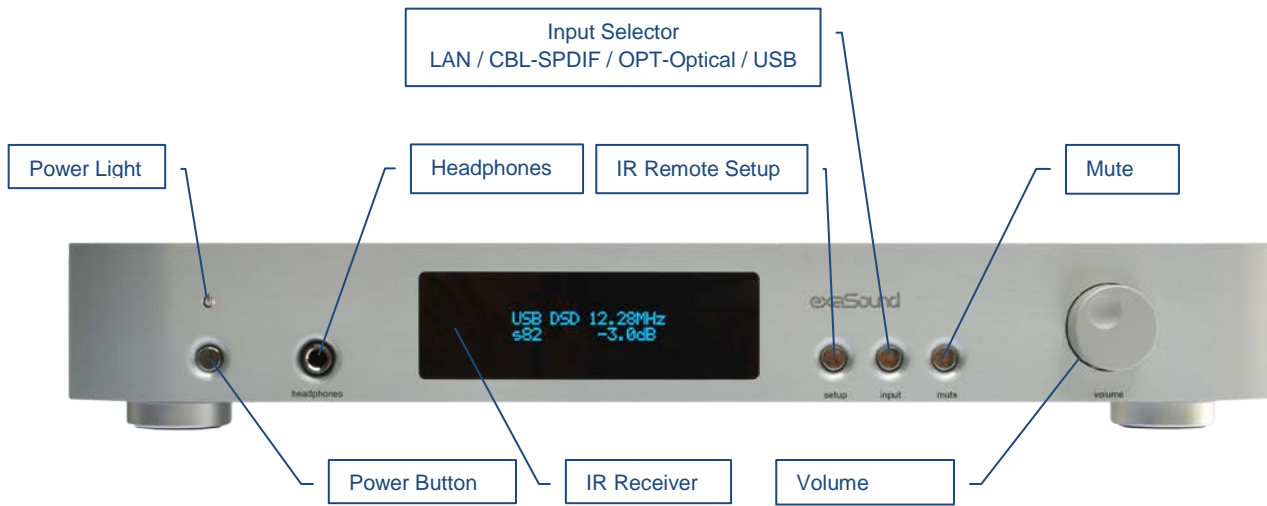 Input Selector
LAN / CBL-SPDIF / OPT-Optical / USB
Power Light
Headphones
IR Remote Setup
Mute
exaSound
USB DSD 12.28MHz
s82 -3.0dB
headphones
setup
input
mute
volume
Power Button
IR Receiver
Volume